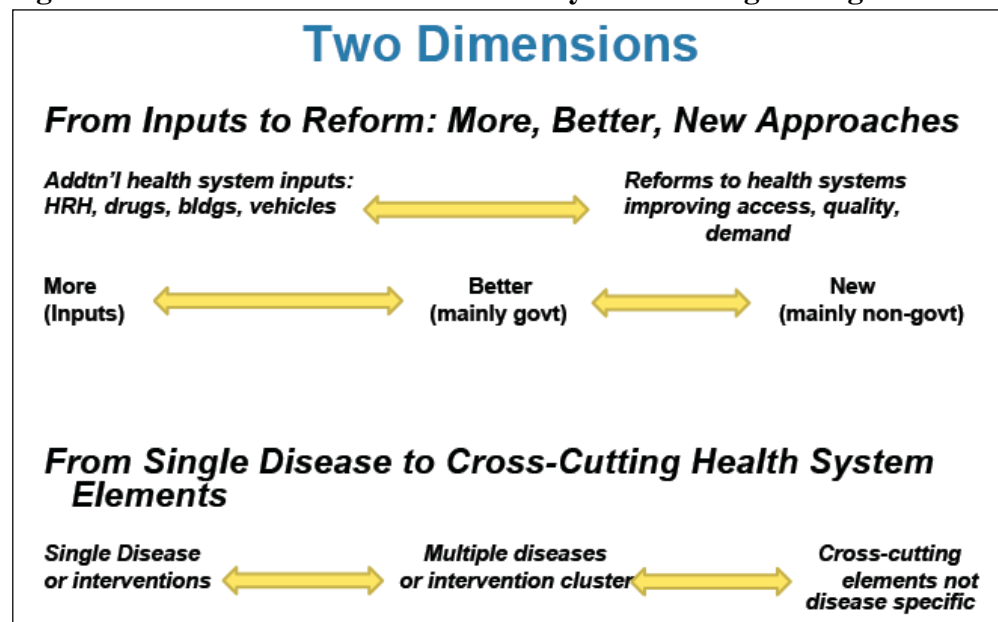 Two Dimensions
From Inputs to Reform: More, Better, New Approaches
Addtn'l health system inputs:
HRH, drugs, bldgs, vehicles
Reforms to health systems
improving access, quality,
demand
More
(Inputs)
Better
(mainly govt)
New
(mainly non-govt)
From Single Disease to Cross-Cutting Health System
Elements
Single Disease
or interventions
Multiple diseases
or intervention cluster
Cross-cutting
elements not
disease specific